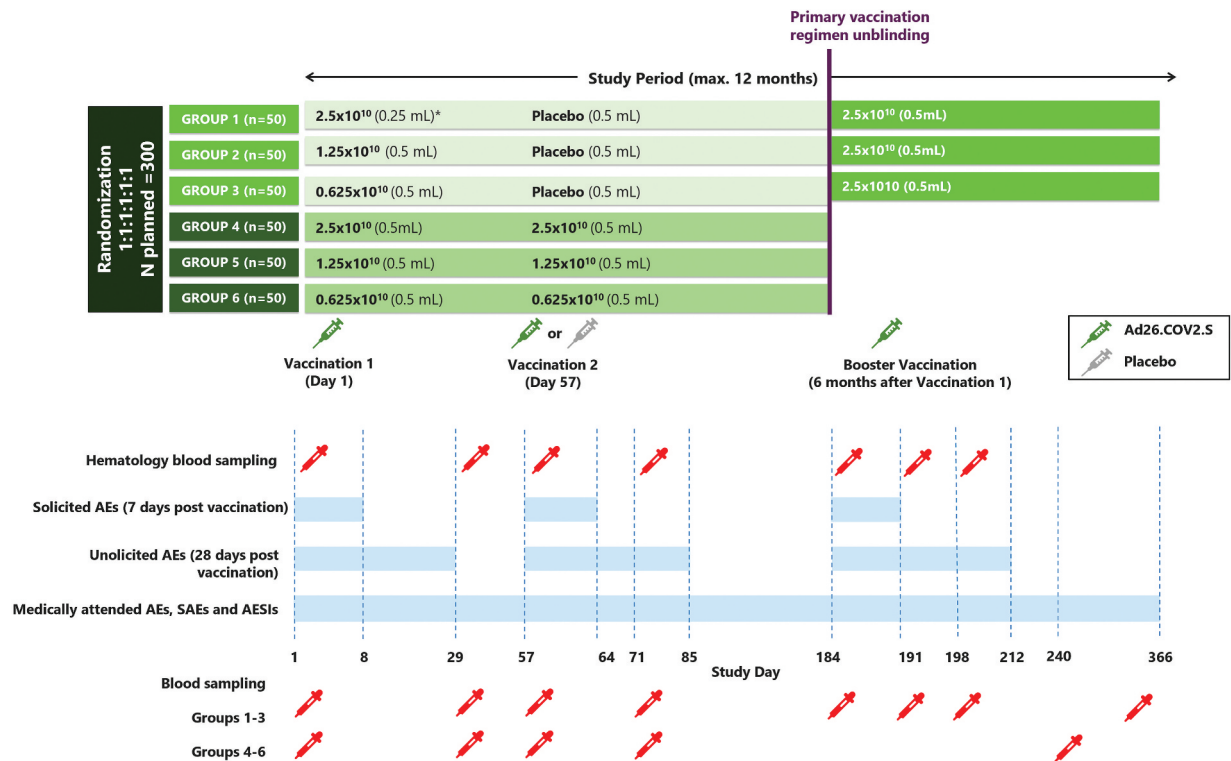 Primary vaccination
regimen unblinding
Study Period (max. 12 months)
Randomization
1:1:1:1:1:1
N planned =300
GROUP 1 (n=50)
2.5x10¹⁰ (0.25 mL)*
Placebo (0.5 mL)
2.5x10¹⁰ (0.5mL)
GROUP 2 (n=50)
1.25x10¹⁰ (0.5 mL)
Placebo (0.5 mL)
2.5x10¹⁰ (0.5mL)
GROUP 3 (n=50)
0.625x10¹⁰ (0.5 mL)
Placebo (0.5 mL)
2.5x1010 (0.5mL)
GROUP 4 (n=50)
2.5x10¹⁰ (0.5mL)
2.5x10¹⁰ (0.5 mL)
GROUP 5 (n=50)
1.25x10¹⁰ (0.5 mL)
1.25x10¹⁰ (0.5 mL)
GROUP 6 (n=50)
0.625x10¹⁰ (0.5 mL)
0.625x10¹⁰ (0.5 mL)
Vaccination 1
(Day 1)
or
Vaccination 2
(Day 57)
Booster Vaccination
(6 months after Vaccination 1)
Ad26.COV2.S
Placebo
Hematology blood sampling
Solicited AEs (7 days post vaccination)
Unolicited AEs (28 days post
vaccination)
Medically attended AEs, SAEs and AESIs
1 8 29 57 64 71 85 184 191 198 212 240 366
Study Day
Blood sampling
Groups 1-3
Groups 4-6